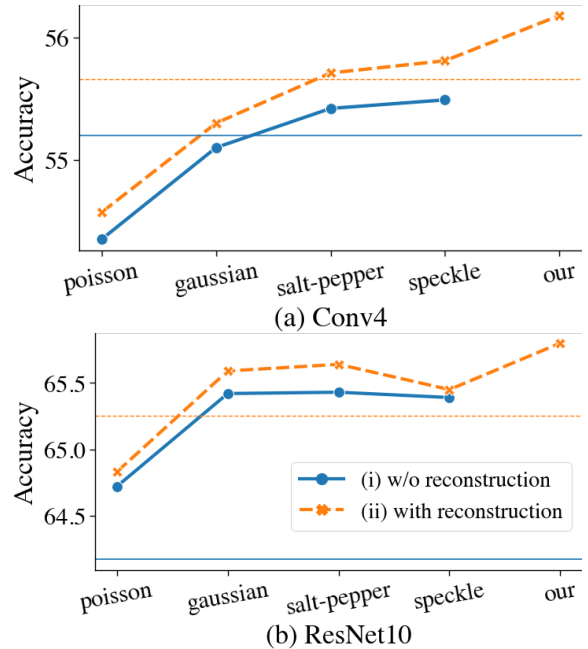 Accuracy
56
55
poisson
gaussian
salt-pepper
speckle
our
(a) Conv4
Accuracy
65.5
65.0
64.5
(i) w/o reconstruction
(ii) with reconstruction
poisson
gaussian
salt-pepper
speckle
our
(b) ResNet10